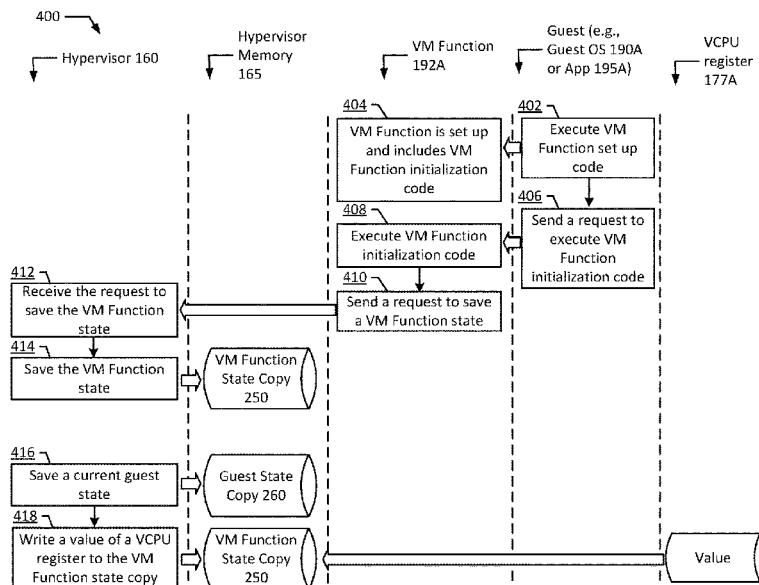 400
Hypervisor 160
Hypervisor
Memory
165
VM Function
192A
Guest (e.g.,
Guest OS 190A
or App 195A)
VCPU
register
177A
404
VM Function is set up
and includes VM
Function initialization
code
402
Execute VM
Function set up
code
406
Send a request to
execute VM
Function
initialization code
408
Execute VM Function
initialization code
410
Send a request to save
a VM Function state
412
Receive the request to
save the VM Function
state
414
Save the VM Function
state
VM Function
State Copy
250
416
Save a current guest
state
Guest State
Copy 260
418
Write a value of a VCPU
register to the VM
Function state copy
VM Function
State Copy
250
Value